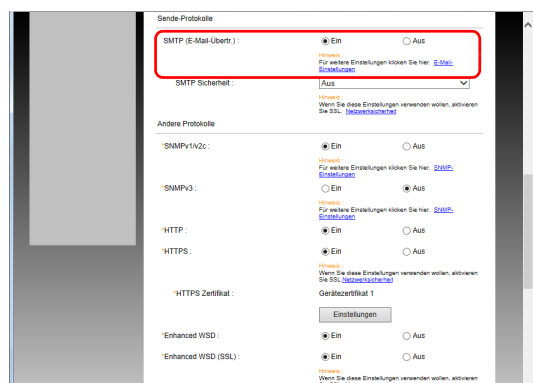 Sende-Protokolle
SMTP (E-Mail-Übertr.) : Ein Aus
Hinweis :
Für weitere Einstellungen klicken Sie hier. E-Mail-
Einstellungen
SMTP Sicherheit : Aus
Hinweis :
Wenn Sie diese Einstellungen verwenden wollen, aktivieren
Sie SSL. Netzwerksicherheit
Andere Protokolle
*SNMPv1/v2c : Ein Aus
Hinweis :
Für weitere Einstellungen klicken Sie hier. SNMP-
Einstellungen
*SNMPv3 : Ein Aus
Hinweis :
Für weitere Einstellungen klicken Sie hier. SNMP-
Einstellungen
*HTTP : Ein Aus
*HTTPS : Ein Aus
Hinweis :
Wenn Sie diese Einstellungen verwenden wollen, aktivieren
Sie SSL.Netzwerksicherheit
*HTTPS Zertifikat : Gerätezertifikat 1
Einstellungen
*Enhanced WSD : Ein Aus
*Enhanced WSD (SSL) : Ein Aus
Hinweis :
Wenn Sie diese Einstellungen verwenden wollen, aktivieren